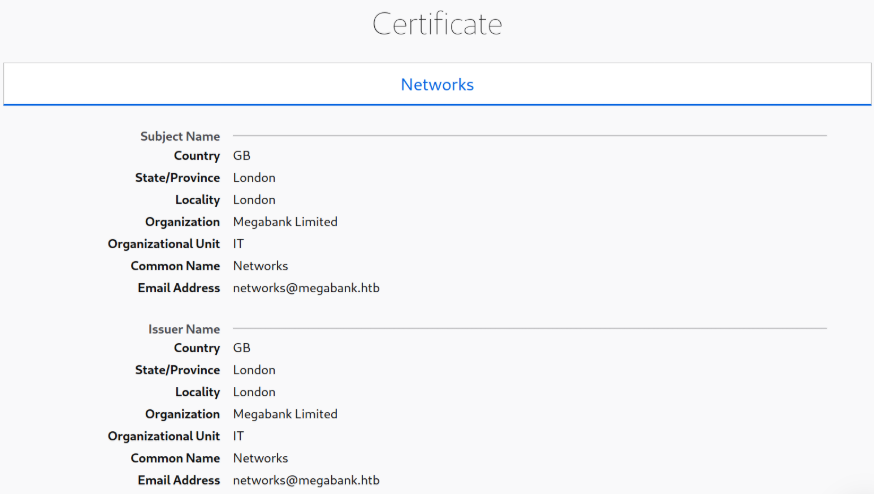 Certificate
Networks
Subject Name
Country GB
State/Province London
Locality London
Organization Megabank Limited
Organizational Unit IT
Common Name Networks
Email Address networks@megabank.htb
Issuer Name
Country GB
State/Province London
Locality London
Organization Megabank Limited
Organizational Unit IT
Common Name Networks
Email Address networks@megabank.htb